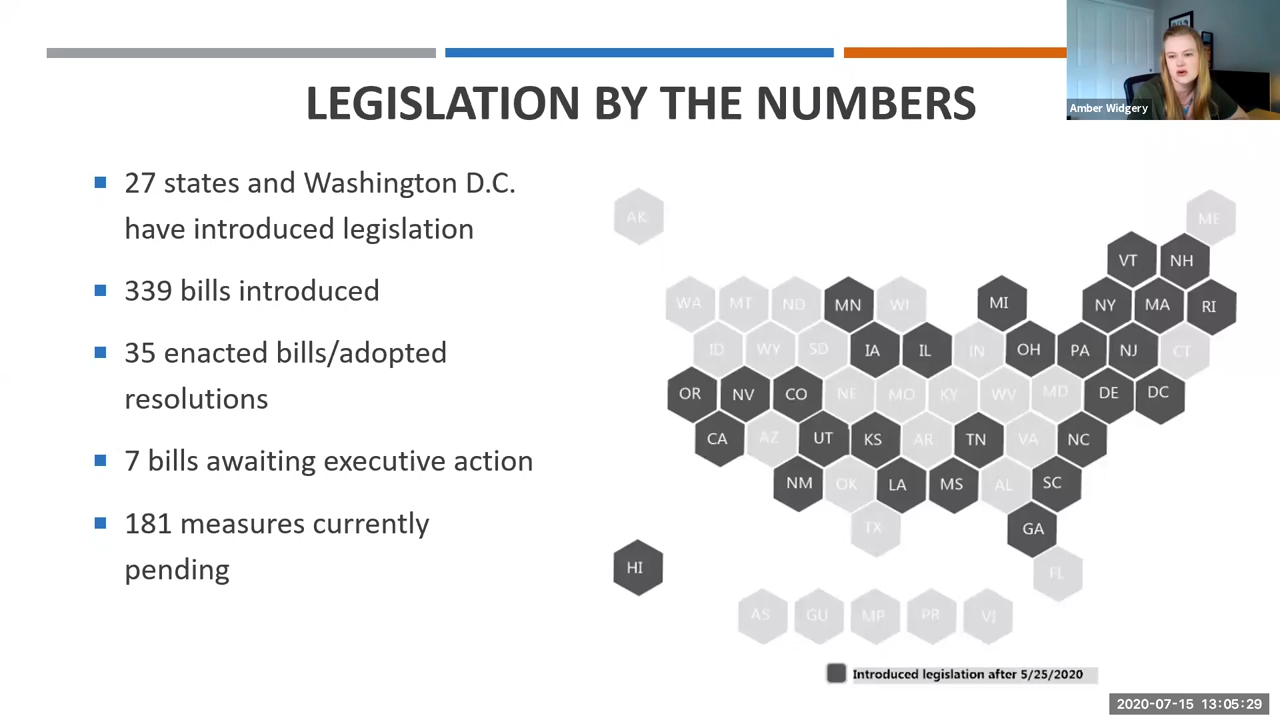 Amber Widgery
LEGISLATION BY THE NUMBERS
27 states and Washington D.C.
have introduced legislation
339 bills introduced
35 enacted bills/adopted
resolutions
7 bills awaiting executive action
181 measures currently
pending
AK
ME
VT NH
WA MT ND MN WI MI NY MA RI
ID WY SD IA IL IN OH PA NJ CT
OR NV CO NE MO KY WV MD DE DC
CA AZ UT KS AR TN VA NC
NM OK LA MS AL SC
TX GA
HI FL
AS GU MP PR VI
Introduced legislation after 5/25/2020
2020-07-15 13:05:29